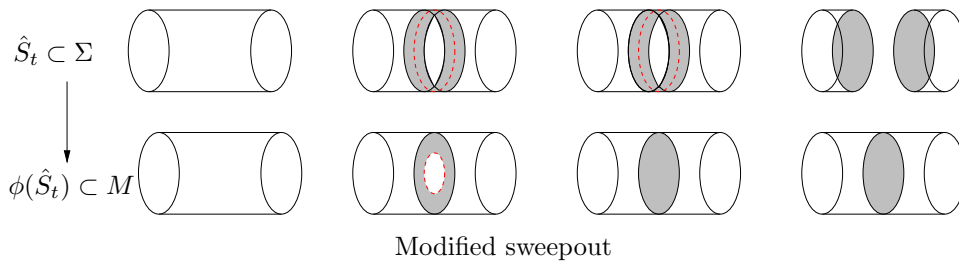 Ŝ_t ⊂ Σ
ϕ(Ŝ_t) ⊂ M
Modified sweepout